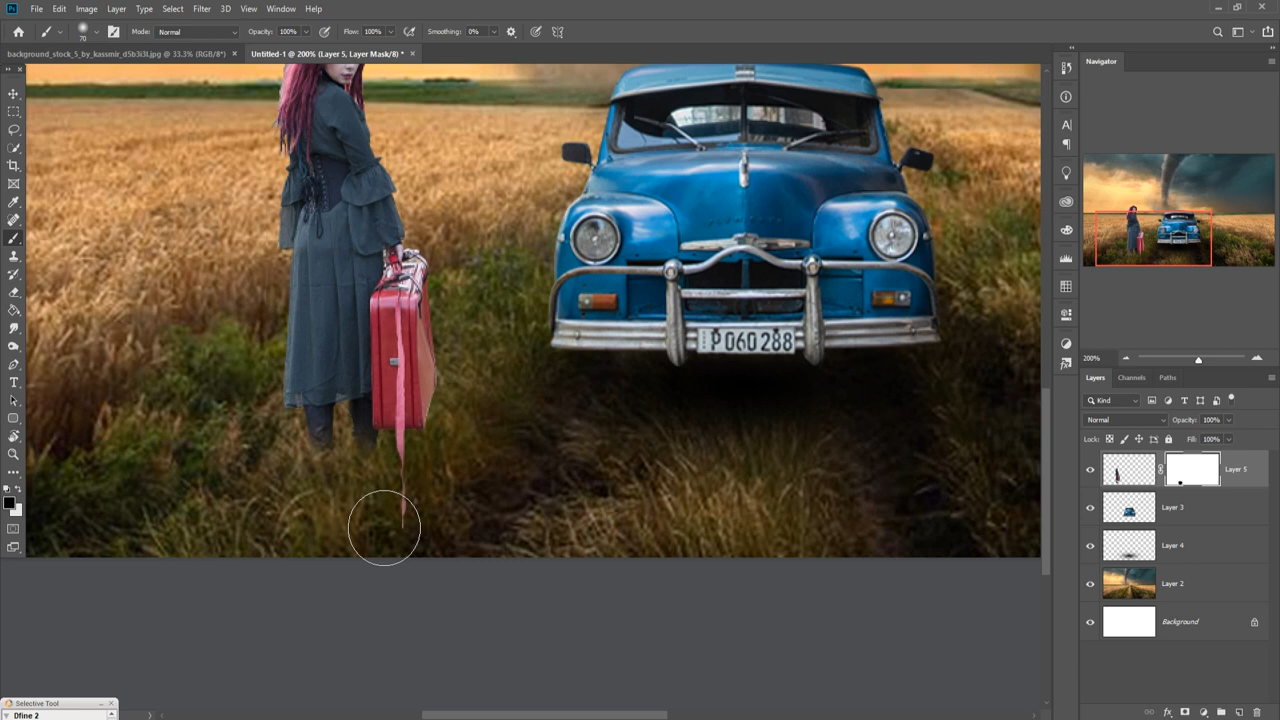 Ps File Edit Image Layer Type Select Filter 3D View Window Help
70 Mode: Normal Opacity: 100% Flow: 100% Smoothing: 0%
background_stock_5_by_kassmir_d5b3i3l.jpg @ 33.3% (RGB/8*) × Untitled-1 @ 200% (Layer 5, Layer Mask/8) * ×
Navigator
200%
Layers Channels Paths
Kind
Normal Opacity: 100%
Lock: Fill: 100%
Layer 5
Layer 3
Layer 4
Layer 2
Background
P 060 288
Selective Tool
Dfine 2